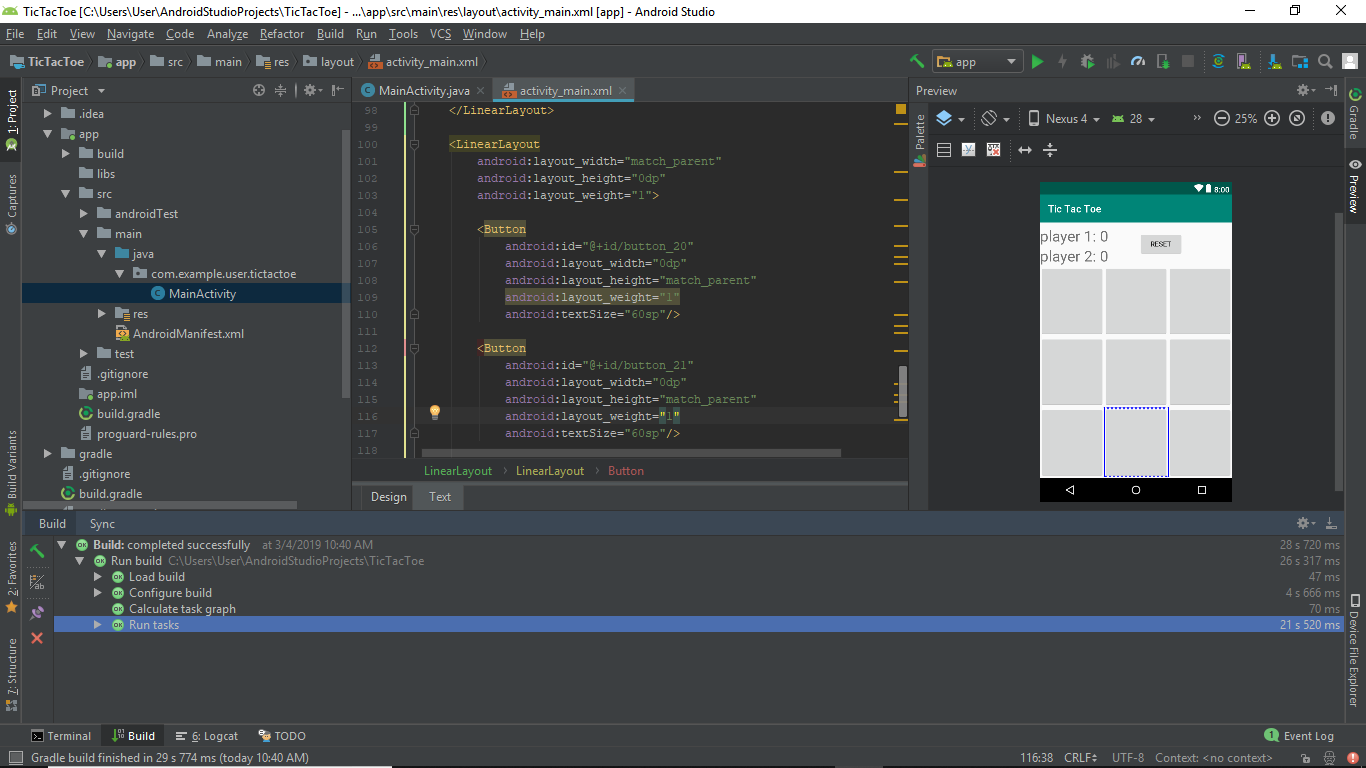 TicTacToe [C:\Users\User\AndroidStudioProjects\TicTacToe] - ...\app\src\main\res\layout\activity_main.xml [app] - Android Studio
File Edit View Navigate Code Analyze Refactor Build Run Tools VCS Window Help
TicTacToe app src main res layout activity_main.xml app
1: Project
Captures
Build Variants
2: Favorites
7: Structure
Project
.idea
app
build
libs
src
androidTest
main
java
com.example.user.tictactoe
MainActivity
res
AndroidManifest.xml
test
.gitignore
app.iml
build.gradle
proguard-rules.pro
gradle
.gitignore
build.gradle
MainActivity.java activity_main.xml
98 </LinearLayout>
99
100 <LinearLayout
101 android:layout_width="match_parent"
102 android:layout_height="0dp"
103 android:layout_weight="1">
104
105 <Button
106 android:id="@+id/button_20"
107 android:layout_width="0dp"
108 android:layout_height="match_parent"
109 android:layout_weight="1"
110 android:textSize="60sp"/>
111
112 <Button
113 android:id="@+id/button_21"
114 android:layout_width="0dp"
115 android:layout_height="match_parent"
116 android:layout_weight="1"
117 android:textSize="60sp"/>
118
LinearLayout LinearLayout Button
Design Text
Preview
Palette
Nexus 4 28 25%
8:00
Tic Tac Toe
player 1: 0
RESET
player 2: 0
Gradle
Preview
Device File Explorer
Build Sync
Build: completed successfully at 3/4/2019 10:40 AM 28 s 720 ms
Run build C:\Users\User\AndroidStudioProjects\TicTacToe 26 s 317 ms
Load build 47 ms
Configure build 4 s 666 ms
Calculate task graph 70 ms
Run tasks 21 s 520 ms
Terminal Build 6: Logcat TODO 1 Event Log
Gradle build finished in 29 s 774 ms (today 10:40 AM) 116:38 CRLF UTF-8 Context: <no context>